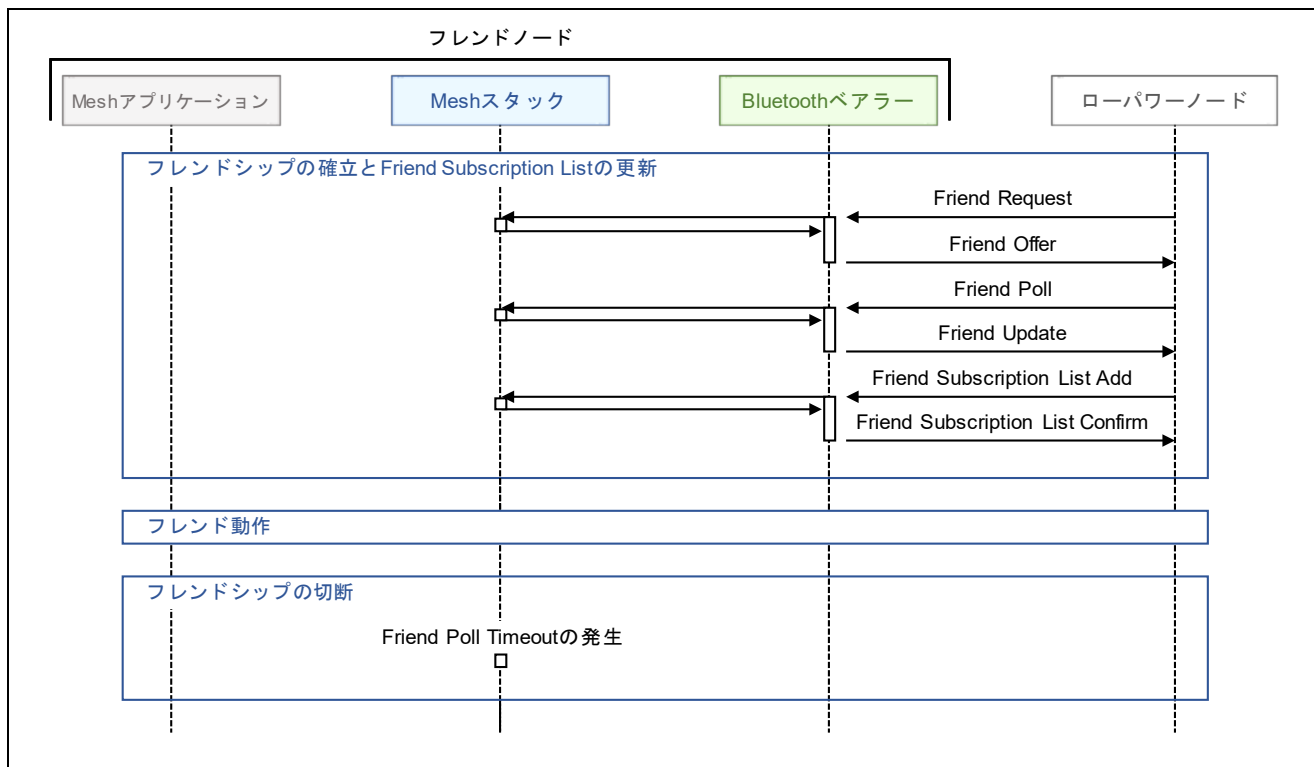 フレンドノード
Meshアプリケーション
Meshスタック
Bluetoothベアラー
ローパワーノード
フレンドシップの確立とFriend Subscription Listの更新
Friend Request
Friend Offer
Friend Poll
Friend Update
Friend Subscription List Add
Friend Subscription List Confirm
フレンド動作
フレンドシップの切断
Friend Poll Timeoutの発生